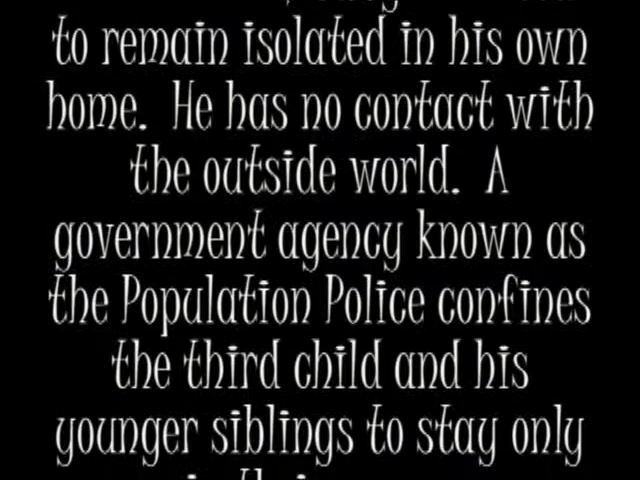 to remain isolated in his own
home. He has no contact with
the outside world. A
government agency known as
the Population Police confines
the third child and his
younger siblings to stay only